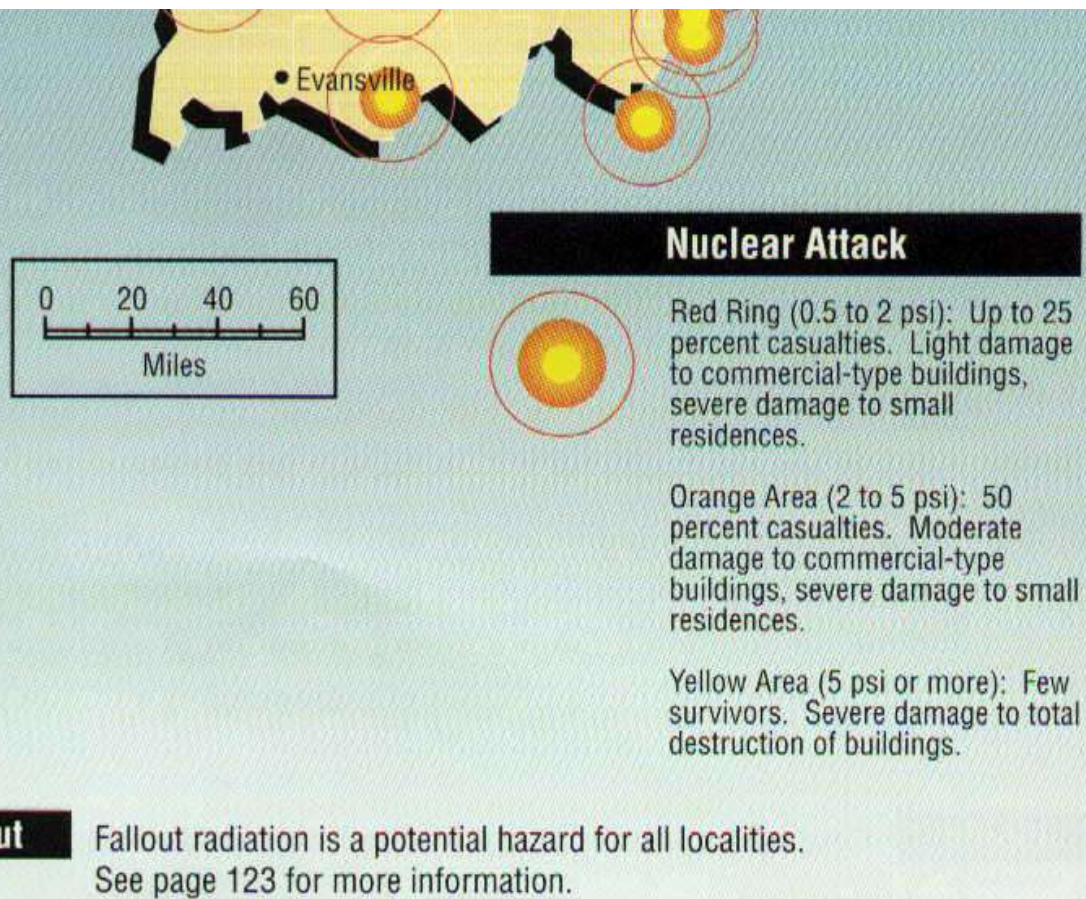 Evansville
Nuclear Attack
0 20 40 60
Miles
Red Ring (0.5 to 2 psi): Up to 25
percent casualties. Light damage
to commercial-type buildings,
severe damage to small
residences.
Orange Area (2 to 5 psi): 50
percent casualties. Moderate
damage to commercial-type
buildings, severe damage to small
residences.
Yellow Area (5 psi or more): Few
survivors. Severe damage to total
destruction of buildings.
ut
Fallout radiation is a potential hazard for all localities.
See page 123 for more information.